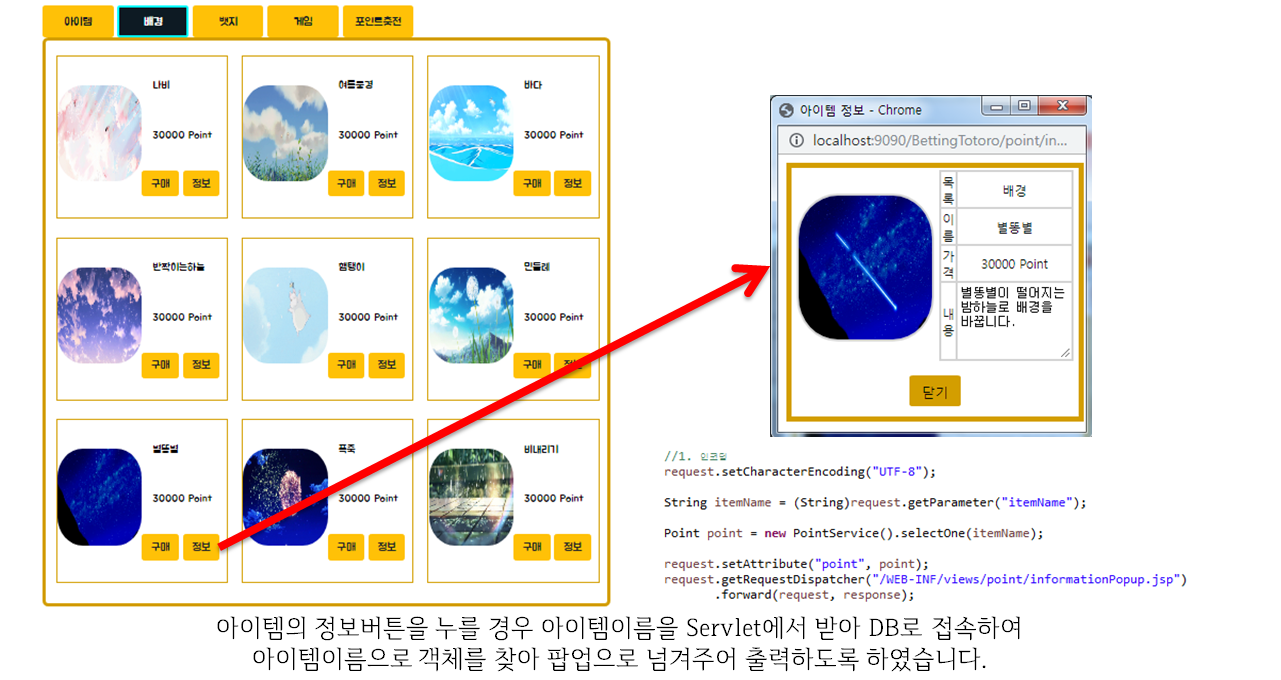 아이템
배경
뱃지
게임
포인트충전
나비
30000 Point
구매
정보
여름풍경
30000 Point
구매
정보
바다
30000 Point
구매
정보
반짝이는하늘
30000 Point
구매
정보
햄탱이
30000 Point
구매
정보
민들레
30000 Point
구매
정보
별똥별
30000 Point
구매
정보
폭죽
30000 Point
구매
정보
비내리기
30000 Point
구매
정보
아이템 정보 - Chrome
localhost:9090/BettingTotoro/point/in...
목록
배경
이름
별똥별
가격
30000 Point
내용
별똥별이 떨어지는
밤하늘로 배경을
바꿉니다.
닫기
//1. 인코딩
request.setCharacterEncoding("UTF-8");
String itemName = (String)request.getParameter("itemName");
Point point = new PointService().selectOne(itemName);
request.setAttribute("point", point);
request.getRequestDispatcher("/WEB-INF/views/point/informationPopup.jsp")
.forward(request, response);
아이템의 정보버튼을 누를 경우 아이템이름을 Servlet에서 받아 DB로 접속하여
아이템이름으로 객체를 찾아 팝업으로 넘겨주어 출력하도록 하였습니다.